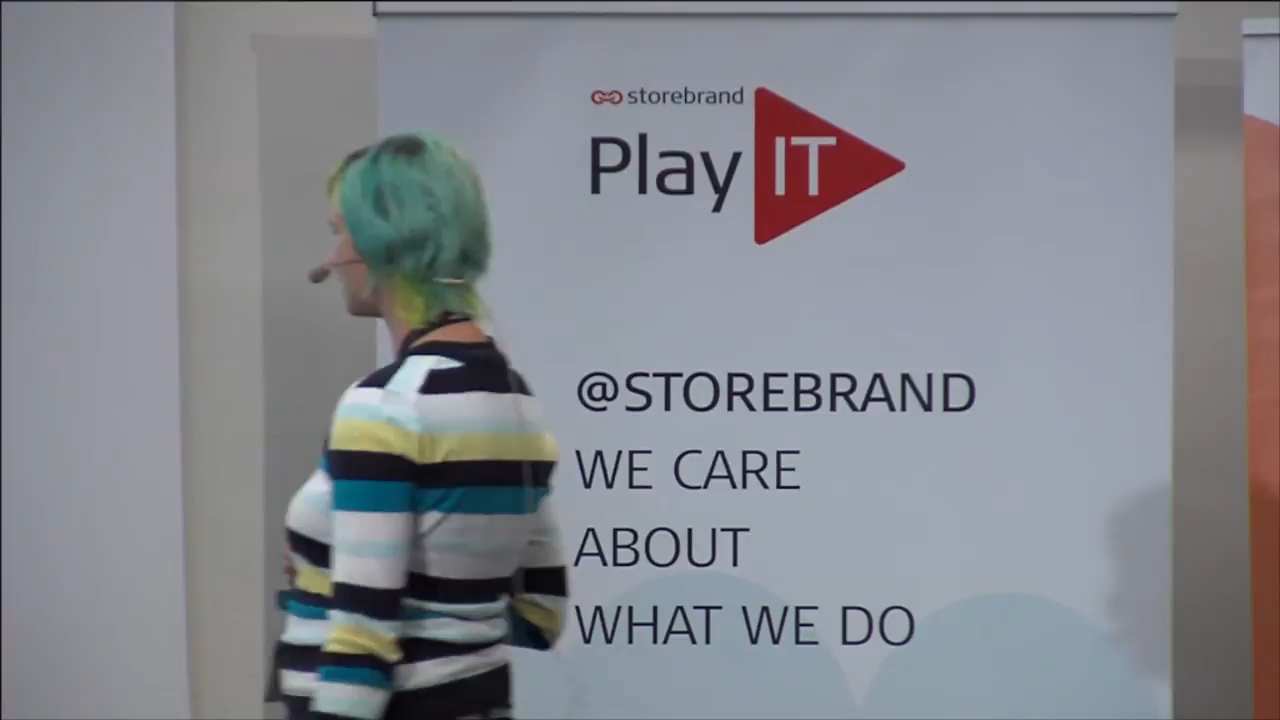 storebrand
Play IT
@STOREBRAND
WE CARE
ABOUT
WHAT WE DO